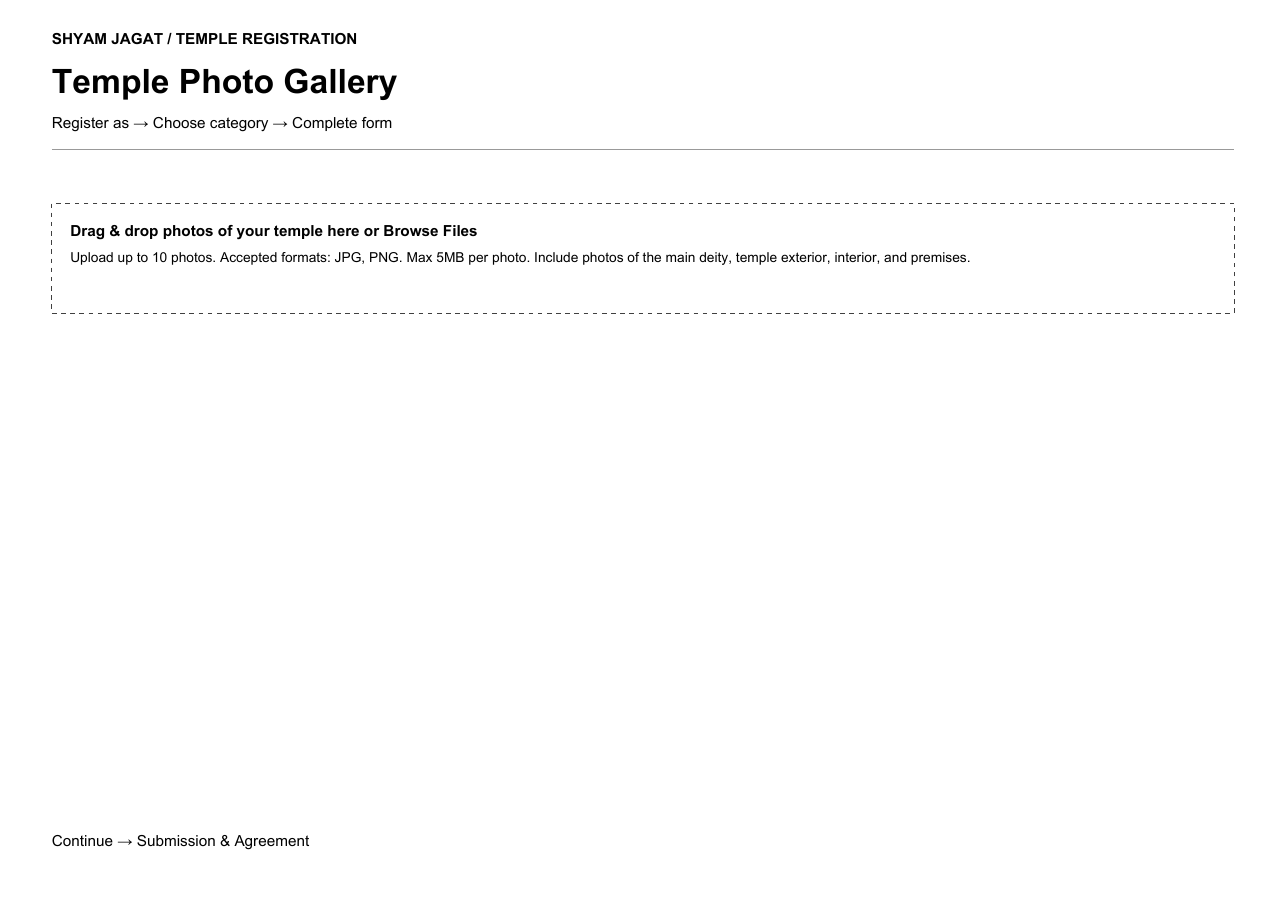 SHYAM JAGAT / TEMPLE REGISTRATION
Temple Photo Gallery
Register as → Choose category → Complete form
Drag & drop photos of your temple here or Browse Files
Upload up to 10 photos. Accepted formats: JPG, PNG. Max 5MB per photo. Include photos of the main deity, temple exterior, interior, and premises.
Continue → Submission & Agreement